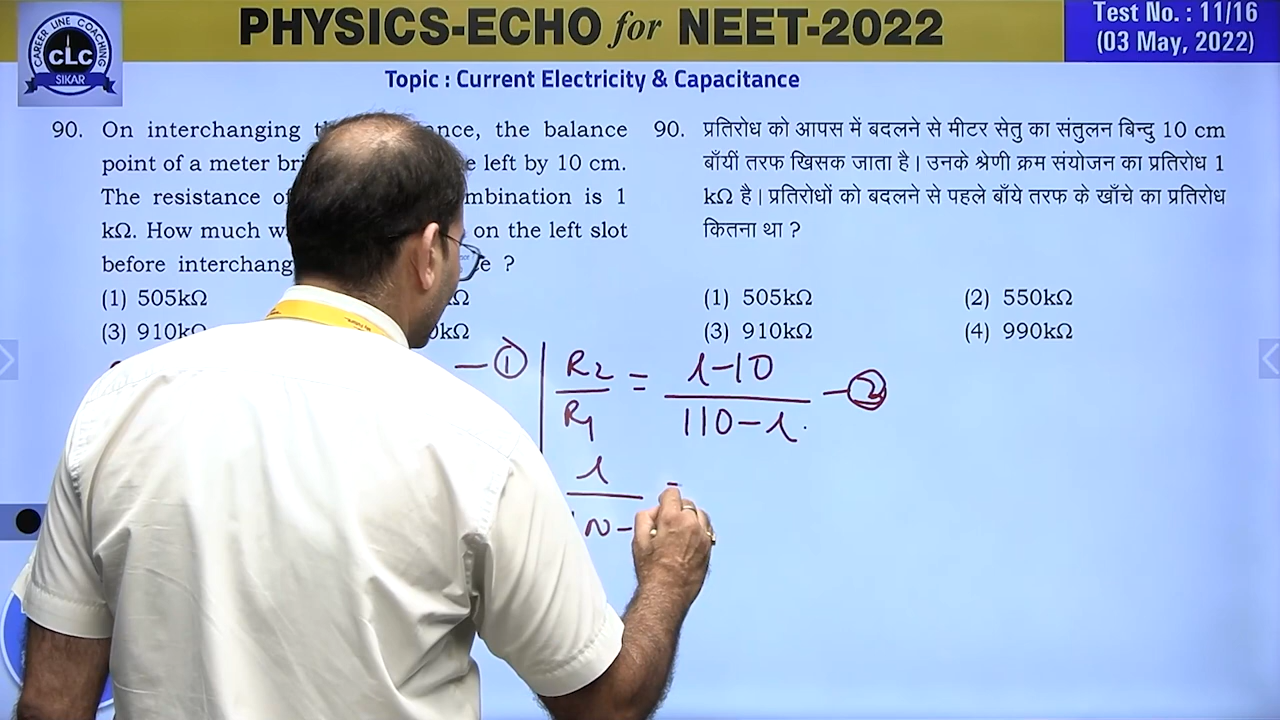 PHYSICS-ECHO for NEET-2022
Test No. : 11/16
(03 May, 2022)
CAREER LINE COACHING
CLC
SIKAR
Topic : Current Electricity & Capacitance
90. On interchanging the nce, the balance
point of a meter bri e left by 10 cm.
The resistance of mbination is 1
kΩ. How much w on the left slot
before interchang e ?
(1) 505kΩ Ω
(3) 910kΩ 0kΩ
90. प्रतिरोध को आपस में बदलने से मीटर सेतु का संतुलन बिन्दु 10 cm
बाँयीं तरफ खिसक जाता है। उनके श्रेणी क्रम संयोजन का प्रतिरोध 1
kΩ है। प्रतिरोधों को बदलने से पहले बाँये तरफ के खाँचे का प्रतिरोध
कितना था ?
(1) 505kΩ (2) 550kΩ
(3) 910kΩ (4) 990kΩ
– ①
R2 / R1 = l–10 / 110–l – ②
l
=